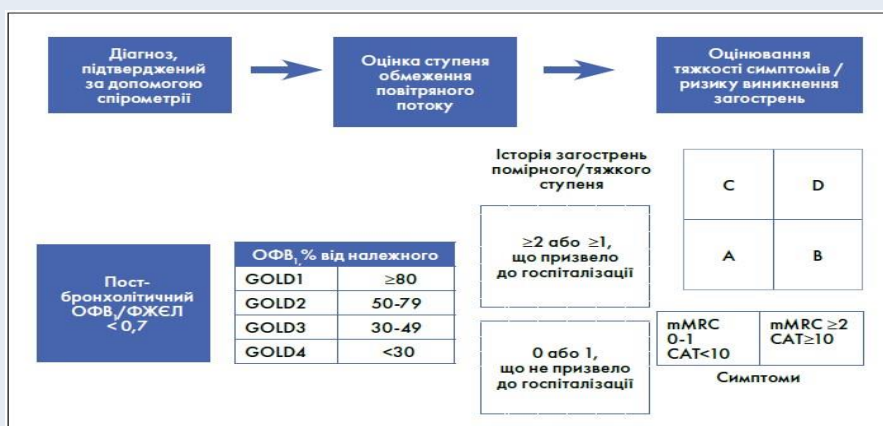 Діагноз,
підтверджений
за допомогою
спірометрії
Оцінка ступеня
обмеження
повітряного
потоку
Оцінювання
тяжкості симптомів /
ризику виникнення
загострень
Пост-
бронхолітичний
ОФВ₁/ФЖЄЛ
< 0,7
ОФВ₁,% від належного
GOLD1 ≥80
GOLD2 50-79
GOLD3 30-49
GOLD4 <30
Історія загострень
помірного/тяжкого
ступеня
≥2 або ≥1,
що призвело
до госпіталізації
0 або 1,
що не призвело
до госпіталізації
C D
A B
mMRC
0-1
CAT<10
mMRC ≥2
CAT≥10
Симптоми